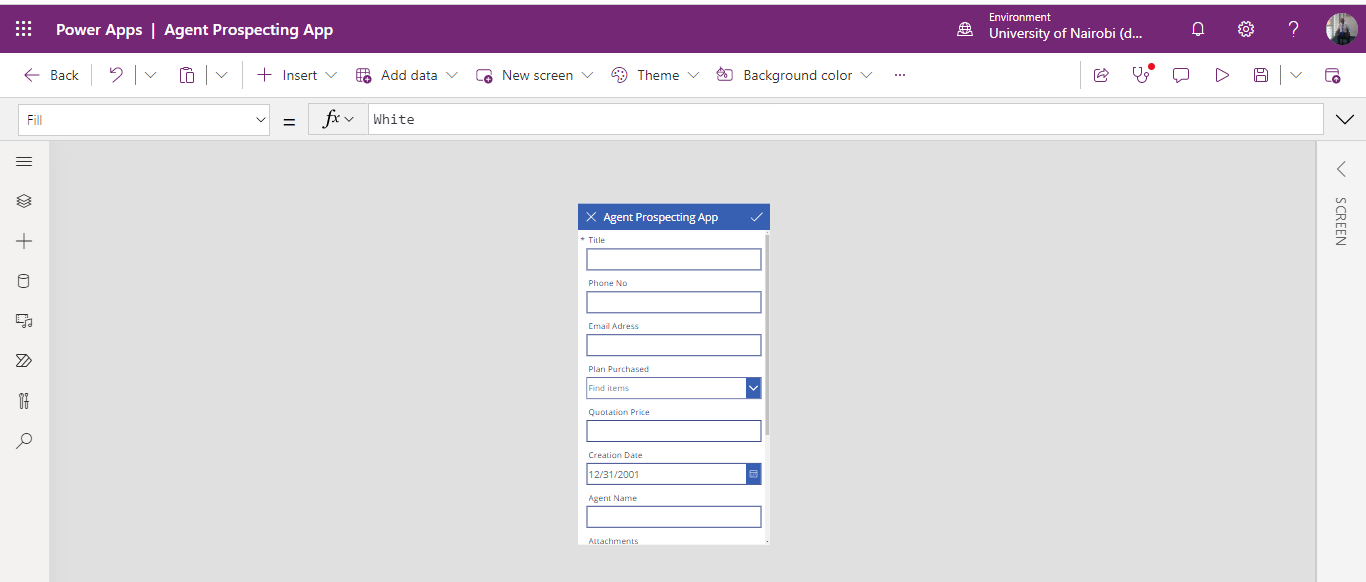 Power Apps | Agent Prospecting App
Environment
University of Nairobi (d...
Back
Insert
Add data
New screen
Theme
Background color
...
Fill
=
fx
White
SCREEN
Agent Prospecting App
* Title
Phone No
Email Adress
Plan Purchased
Find items
Quotation Price
Creation Date
12/31/2001
Agent Name
Attachments